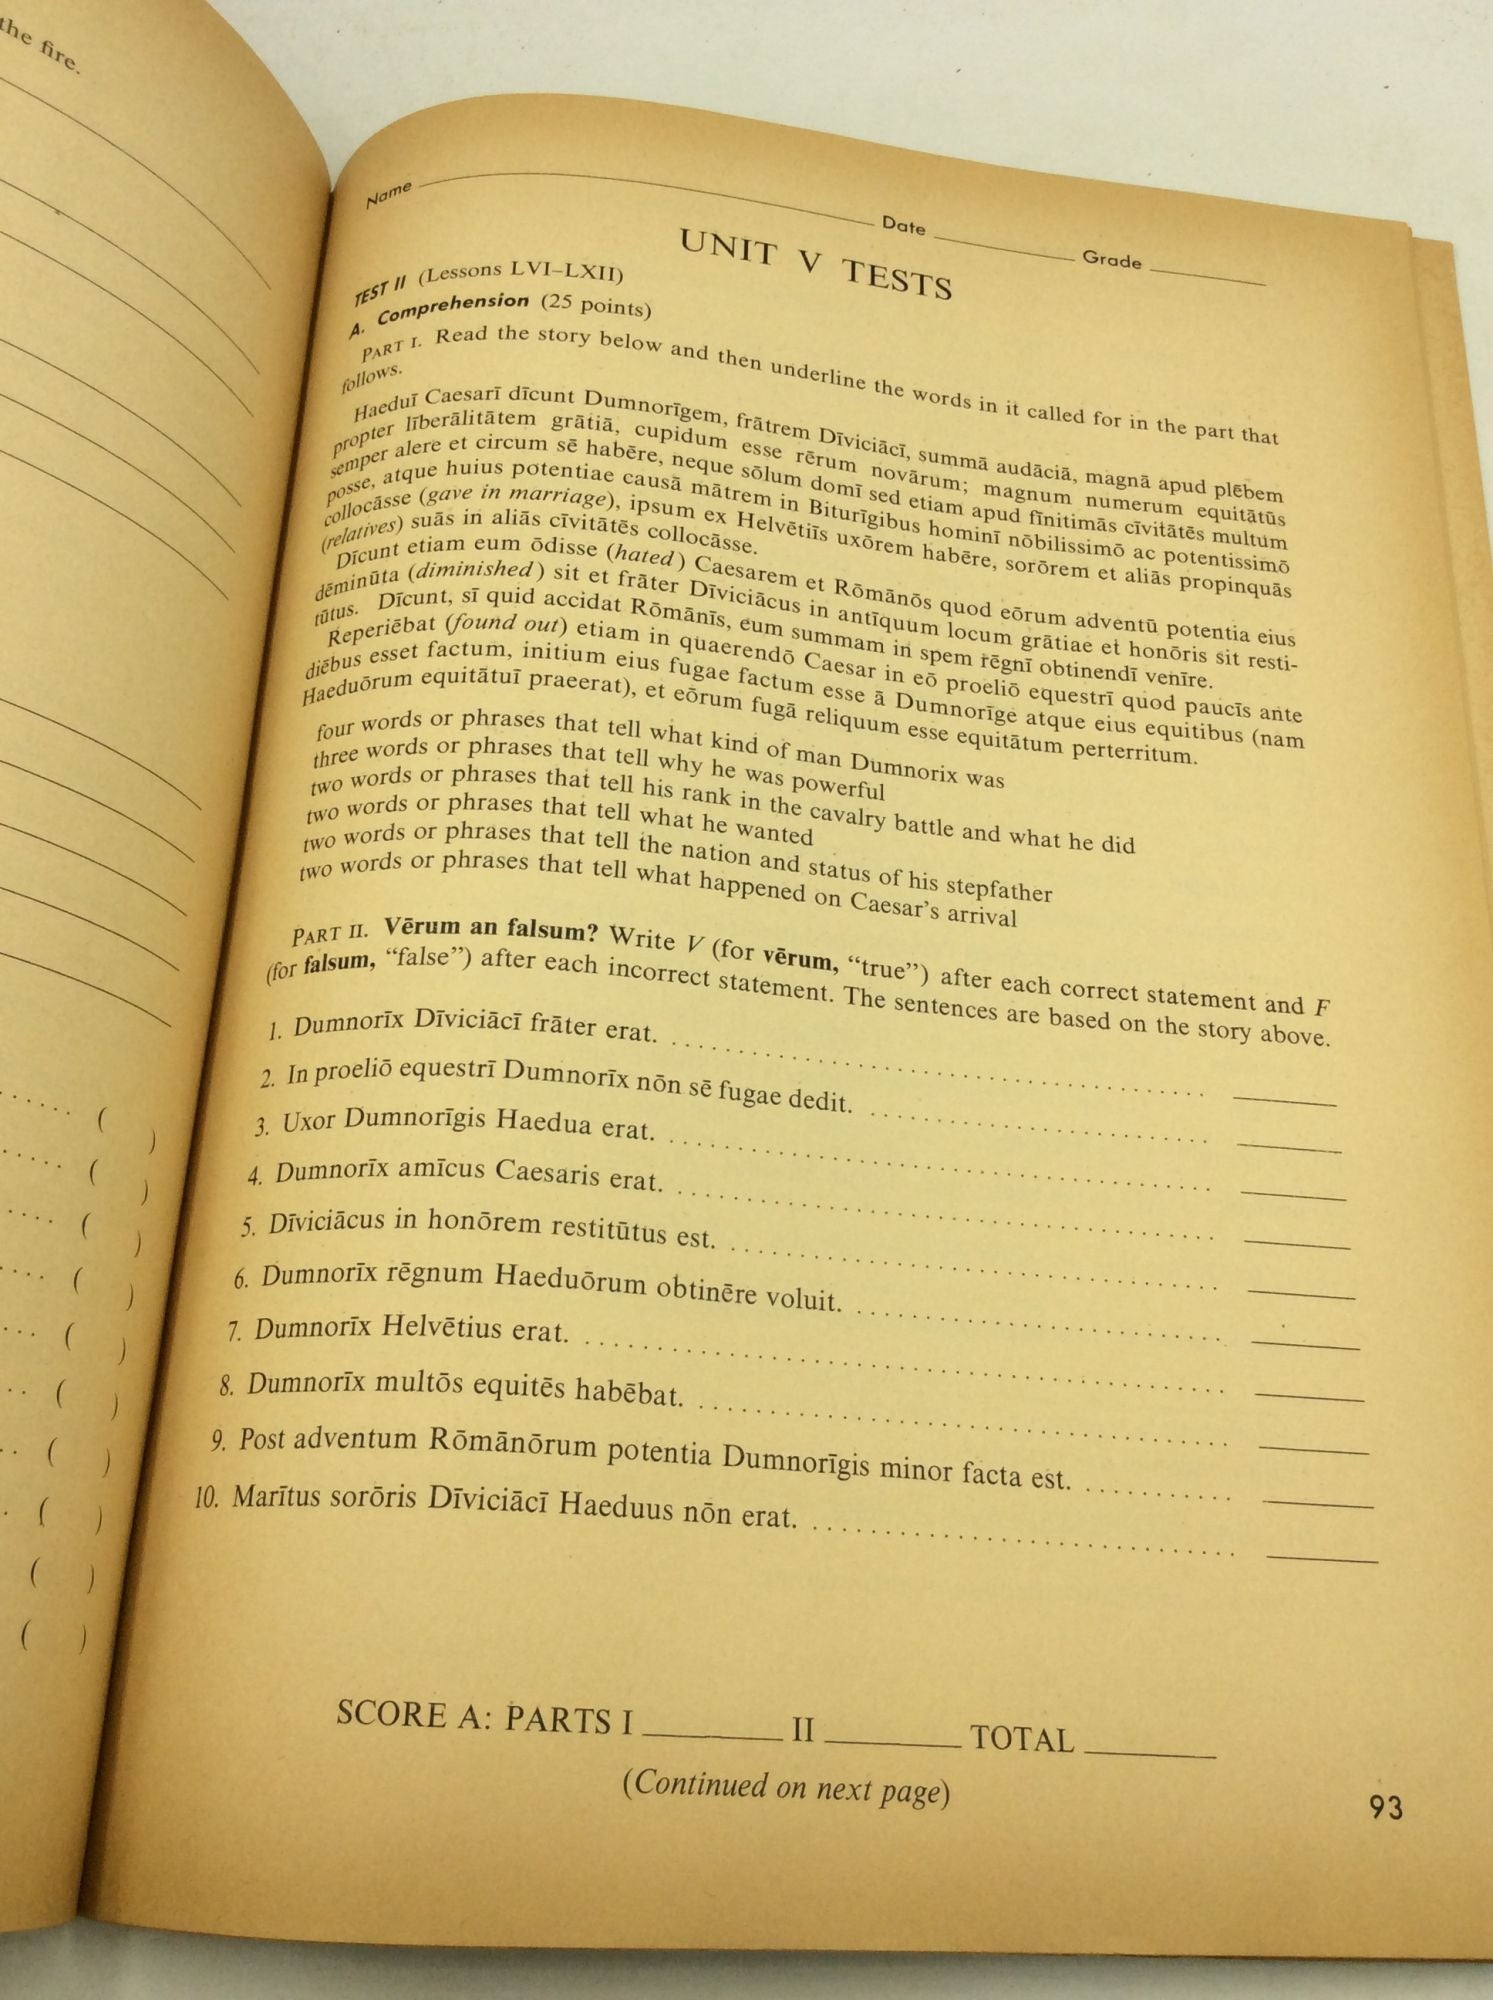 the fire.
Name Date Grade
UNIT V TESTS
TEST II (Lessons LVI–LXII)
A. Comprehension (25 points)
PART I. Read the story below and then underline the words in it called for in the part that
follows.
Haeduī Caesarī dīcunt Dumnorīgem, frātrem Dīviciācī, summā audāciā, magnā apud plēbem
propter līberālitātem grātiā, cupidum esse rērum novārum; magnum numerum equitātūs
semper alere et circum sē habēre, neque sōlum domī sed etiam apud fīnitimās cīvitātēs multum
posse, atque huius potentiae causā mātrem in Biturīgibus hominī nōbilissimō ac potentissimō
collocāsse (gave in marriage), ipsum ex Helvētiīs uxōrem habēre, sorōrem et aliās propinquās
(relatives) suās in aliās cīvitātēs collocāsse.
Dīcunt etiam eum ōdisse (hated) Caesarem et Rōmānōs quod eōrum adventū potentia eius
dēminūta (diminished) sit et frāter Dīviciācus in antīquum locum grātiae et honōris sit resti-
tūtus. Dīcunt, sī quid accidat Rōmānīs, eum summam in spem rēgnī obtinendī venīre.
Reperiēbat (found out) etiam in quaerendō Caesar in eō proeliō equestrī quod paucīs ante
diēbus esset factum, initium eius fugae factum esse ā Dumnorīge atque eius equitibus (nam
Haeduōrum equitātuī praeerat), et eōrum fugā reliquum esse equitātum perterritum.
four words or phrases that tell what kind of man Dumnorix was
three words or phrases that tell why he was powerful
two words or phrases that tell his rank in the cavalry battle and what he did
two words or phrases that tell what he wanted
two words or phrases that tell the nation and status of his stepfather
two words or phrases that tell what happened on Caesar's arrival
PART II. Vērum an falsum? Write V (for vērum, “true”) after each correct statement and F
(for falsum, “false”) after each incorrect statement. The sentences are based on the story above.
1. Dumnorīx Dīviciācī frāter erat.
2. In proeliō equestrī Dumnorīx nōn sē fugae dedit.
3. Uxor Dumnorīgis Haedua erat.
4. Dumnorīx amīcus Caesaris erat.
5. Dīviciācus in honōrem restitūtus est.
6. Dumnorīx rēgnum Haeduōrum obtinēre voluit.
7. Dumnorīx Helvētius erat.
8. Dumnorīx multōs equitēs habēbat.
9. Post adventum Rōmānōrum potentia Dumnorīgis minor facta est.
10. Marītus sorōris Dīviciācī Haeduus nōn erat.
SCORE A: PARTS I II TOTAL
(Continued on next page)
93